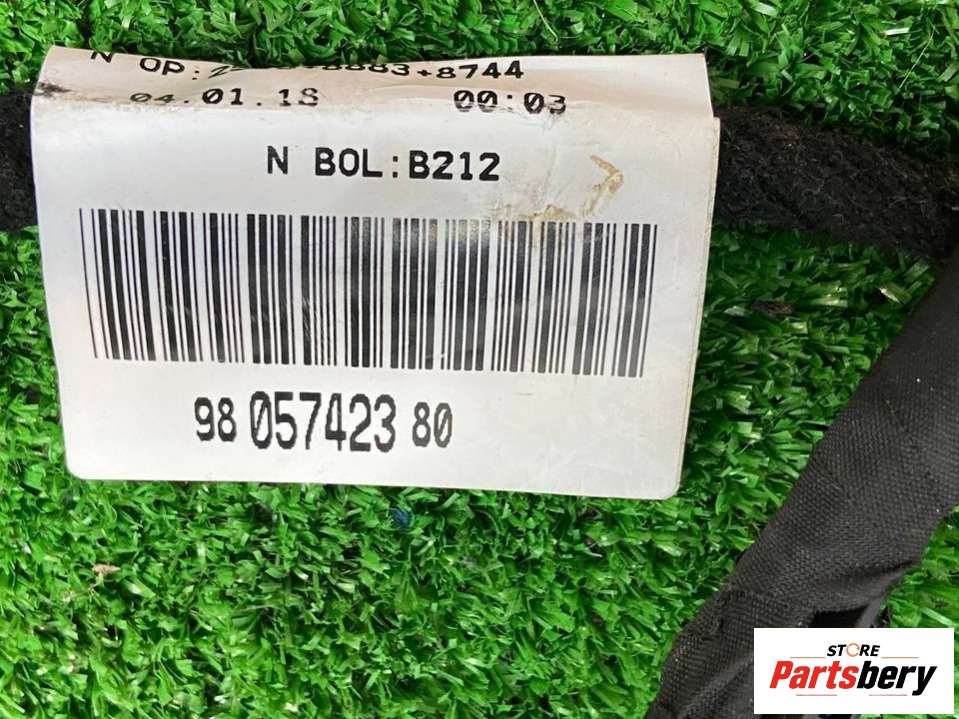 N OP: +8744
04.01.18 00:03
N BOL:B212
98 057423 80
STORE
Partsbery